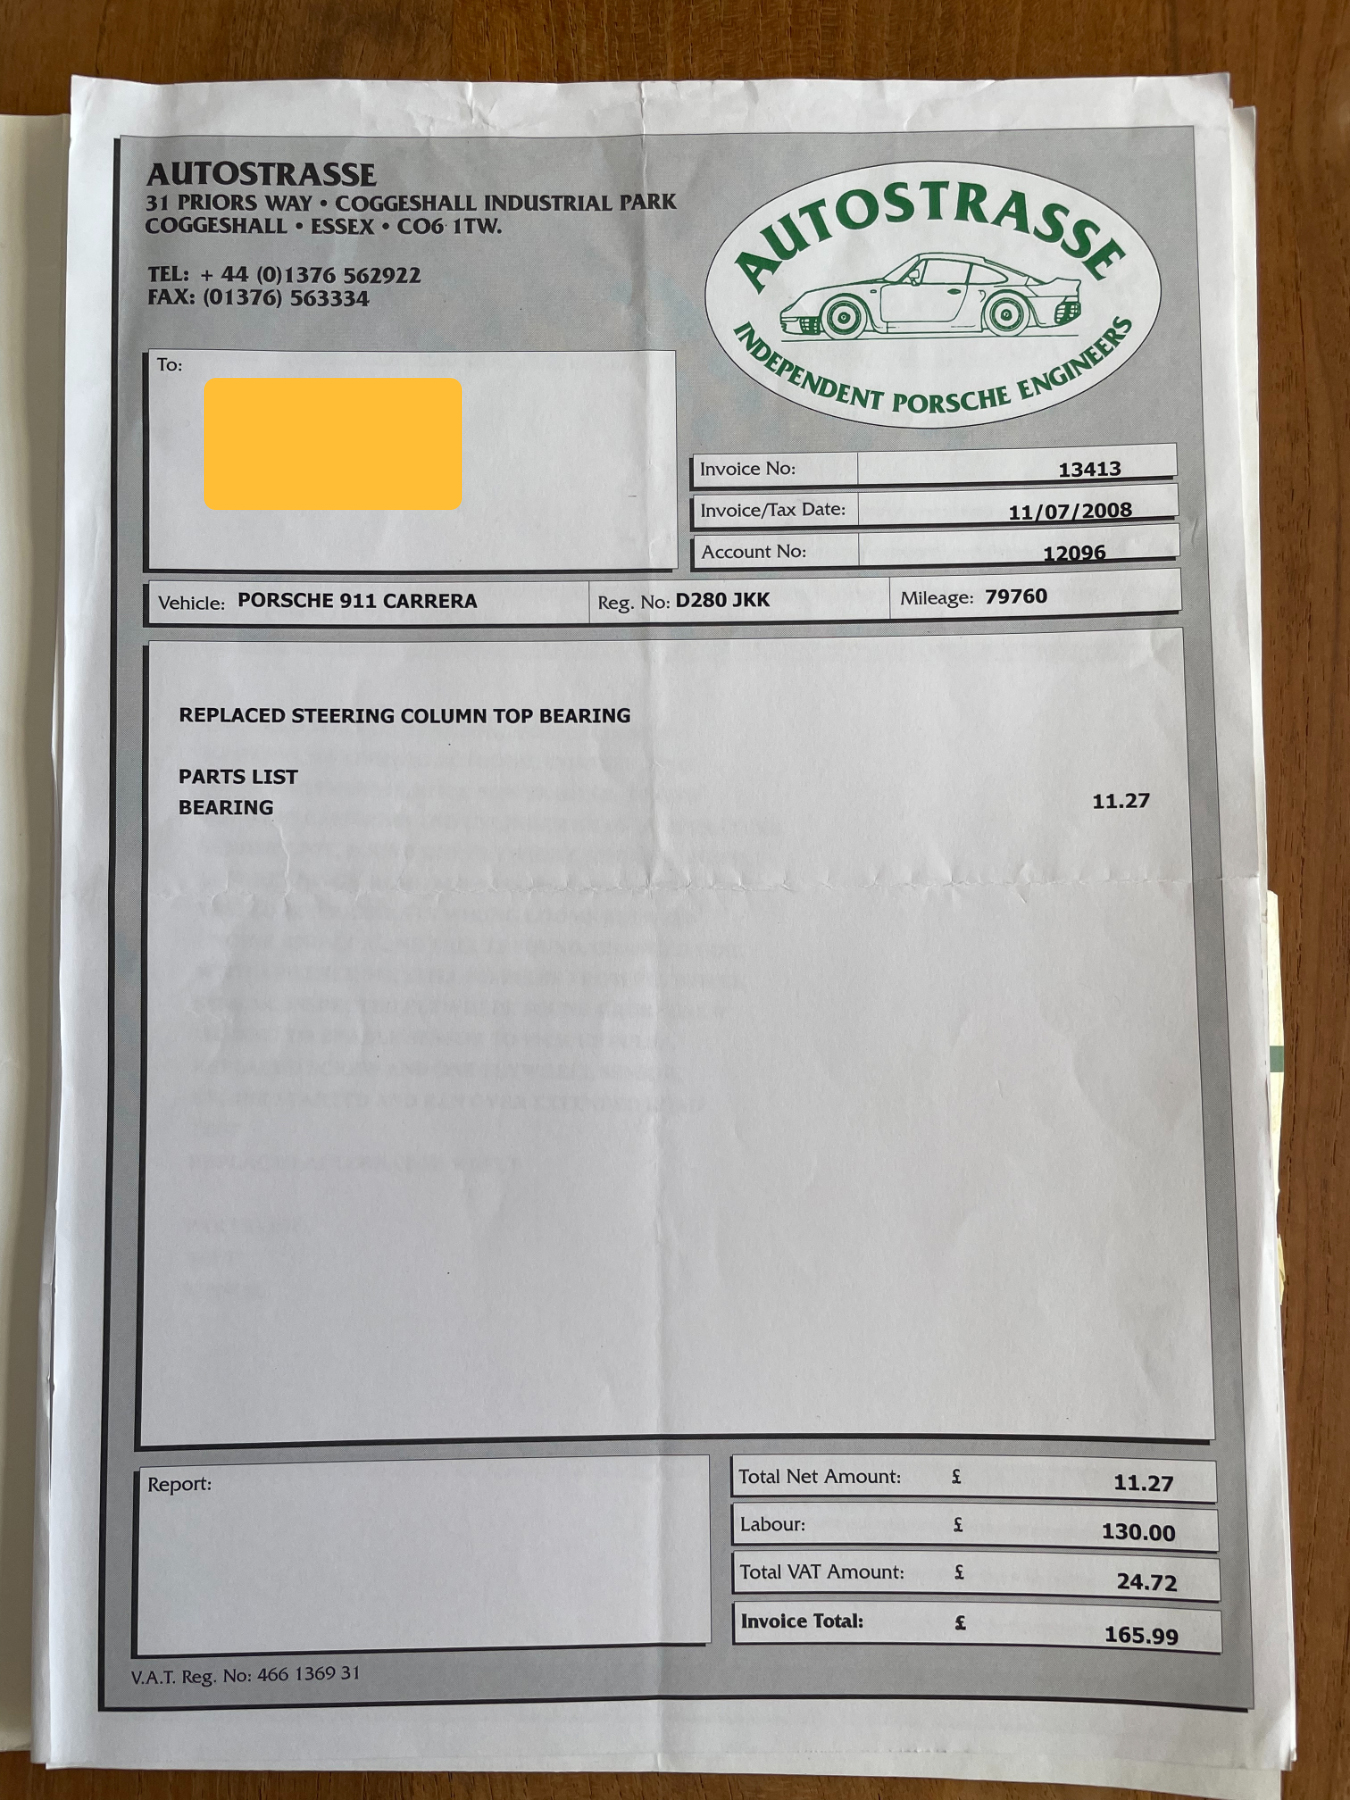 AUTOSTRASSE
31 PRIORS WAY • COGGESHALL INDUSTRIAL PARK
COGGESHALL • ESSEX • CO6 1TW.
TEL: + 44 (0)1376 562922
FAX: (01376) 563334
AUTOSTRASSE
INDEPENDENT PORSCHE ENGINEERS
To:
Invoice No: 13413
Invoice/Tax Date: 11/07/2008
Account No: 12096
Vehicle: PORSCHE 911 CARRERA Reg. No: D280 JKK Mileage: 79760
REPLACED STEERING COLUMN TOP BEARING
PARTS LIST
BEARING 11.27
Report:
Total Net Amount: £ 11.27
Labour: £ 130.00
Total VAT Amount: £ 24.72
Invoice Total: £ 165.99
V.A.T. Reg. No: 466 1369 31